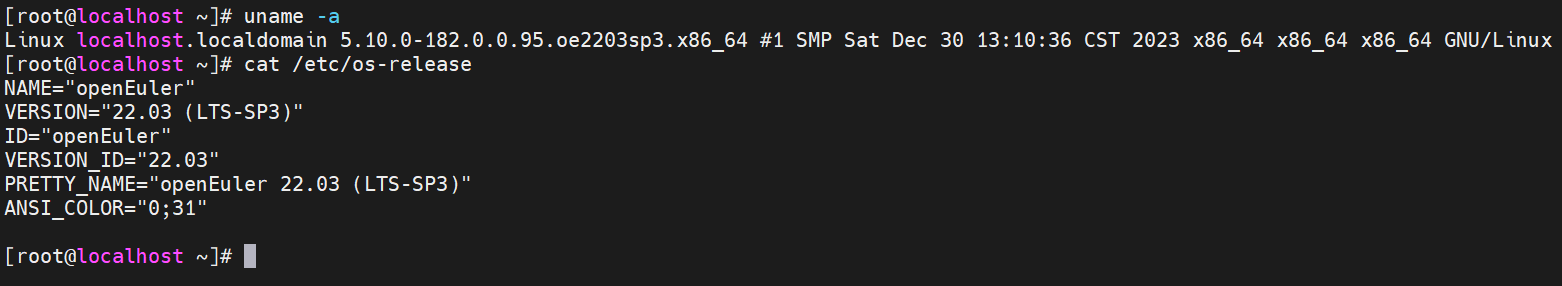 [root@localhost ~]# uname -a
Linux localhost.localdomain 5.10.0-182.0.0.95.oe2203sp3.x86_64 #1 SMP Sat Dec 30 13:10:36 CST 2023 x86_64 x86_64 x86_64 GNU/Linux
[root@localhost ~]# cat /etc/os-release
NAME="openEuler"
VERSION="22.03 (LTS-SP3)"
ID="openEuler"
VERSION_ID="22.03"
PRETTY_NAME="openEuler 22.03 (LTS-SP3)"
ANSI_COLOR="0;31"
[root@localhost ~]#